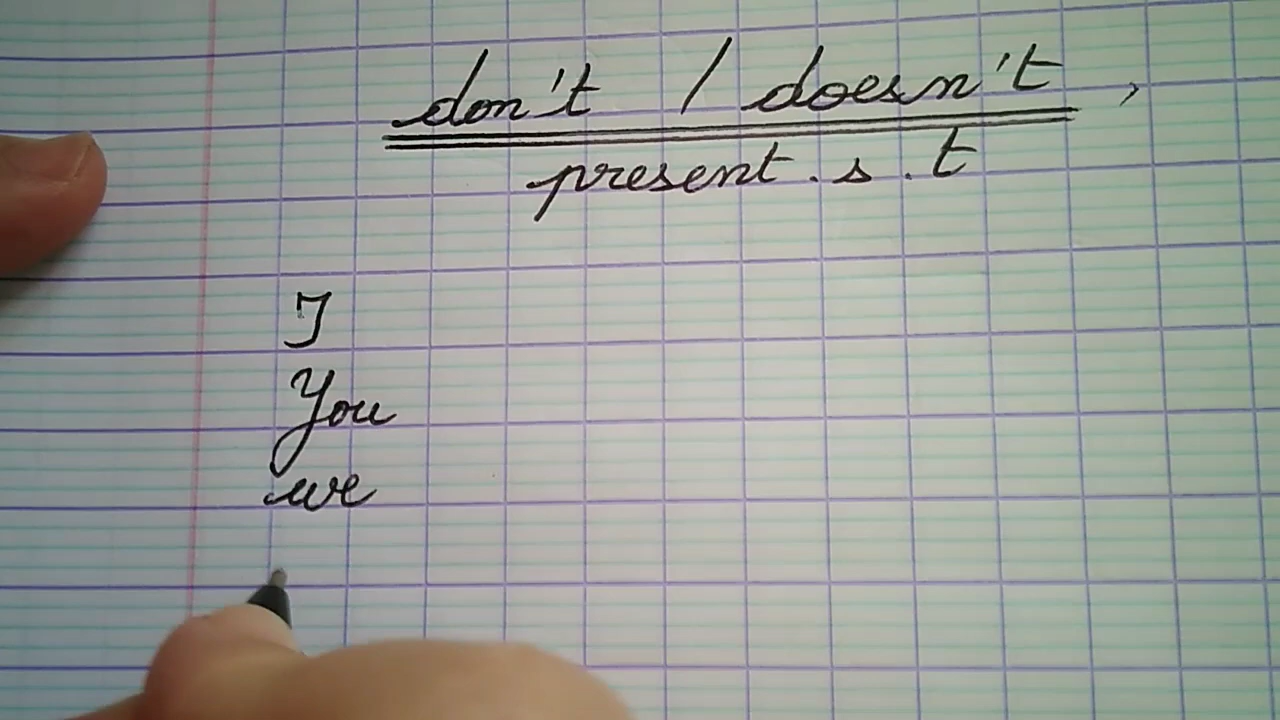 don't / doesn't ,
present . s . t
I
You
we